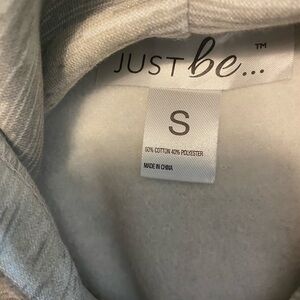 JUST be... ™
S
60% COTTON 40% POLYESTER
MADE IN CHINA